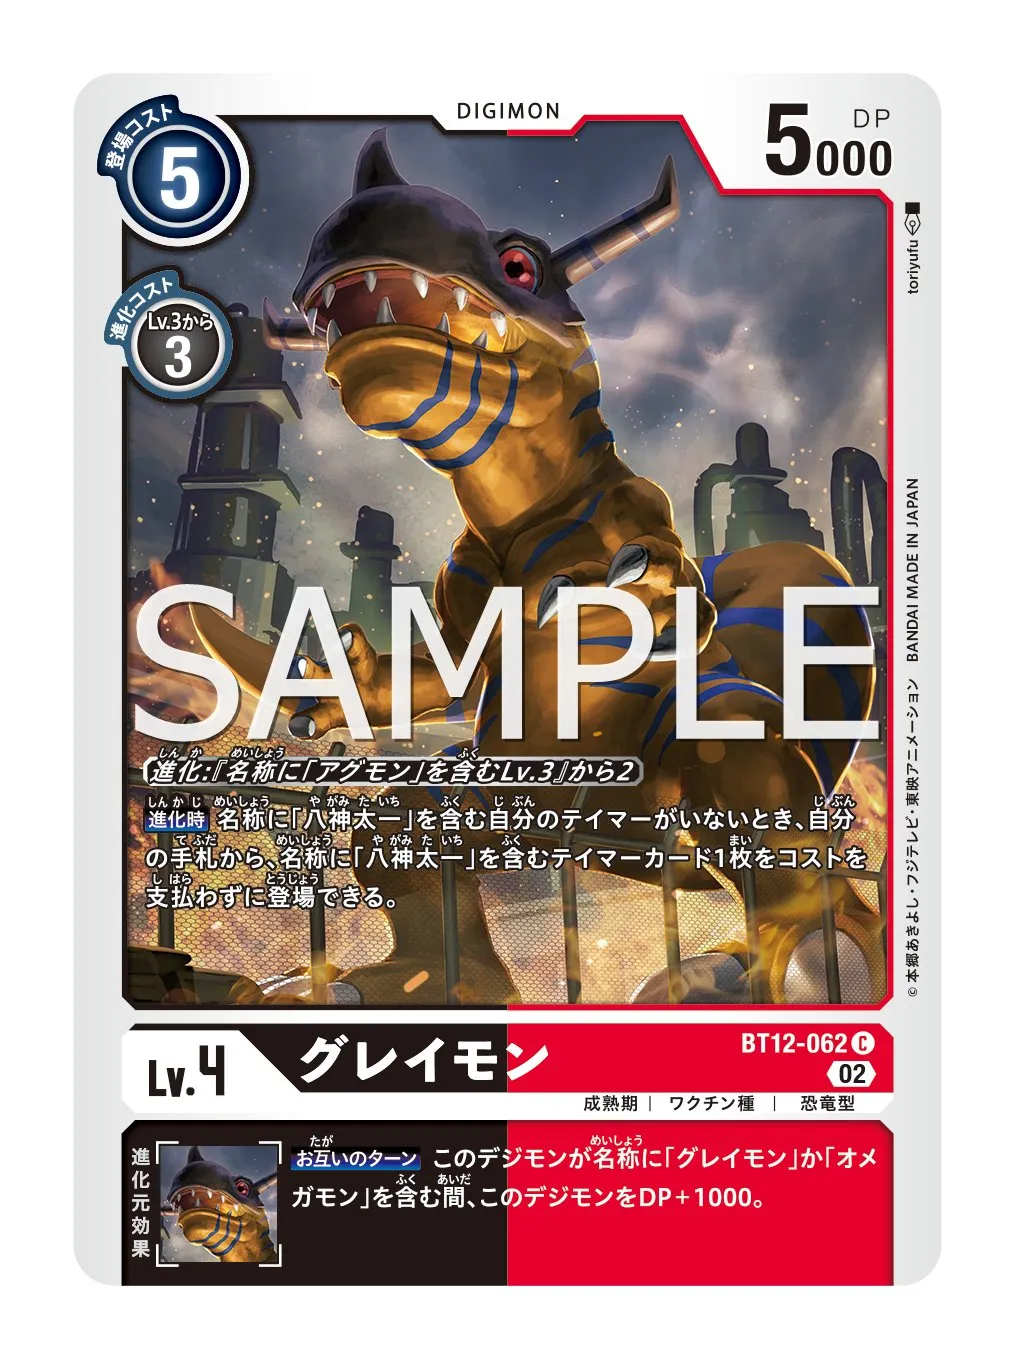 DIGIMON
登場コスト
5
5000
DP
進化コスト
Lv.3から
3
toriyufu
SAMPLE
進化:『名称に「アグモン」を含むLv.3』から2
進化時 名称に「八神太一」を含む自分のテイマーがいないとき、自分
の手札から、名称に「八神太一」を含むテイマーカード1枚をコストを
支払わずに登場できる。
© 本郷あきよし・フジテレビ・東映アニメーション BANDAI MADE IN JAPAN
Lv.4
グレイモン
BT12-062 C
02
成熟期 | ワクチン種 | 恐竜型
進化元効果
お互いのターン このデジモンが名称に「グレイモン」か「オメ
ガモン」を含む間、このデジモンをDP+1000。